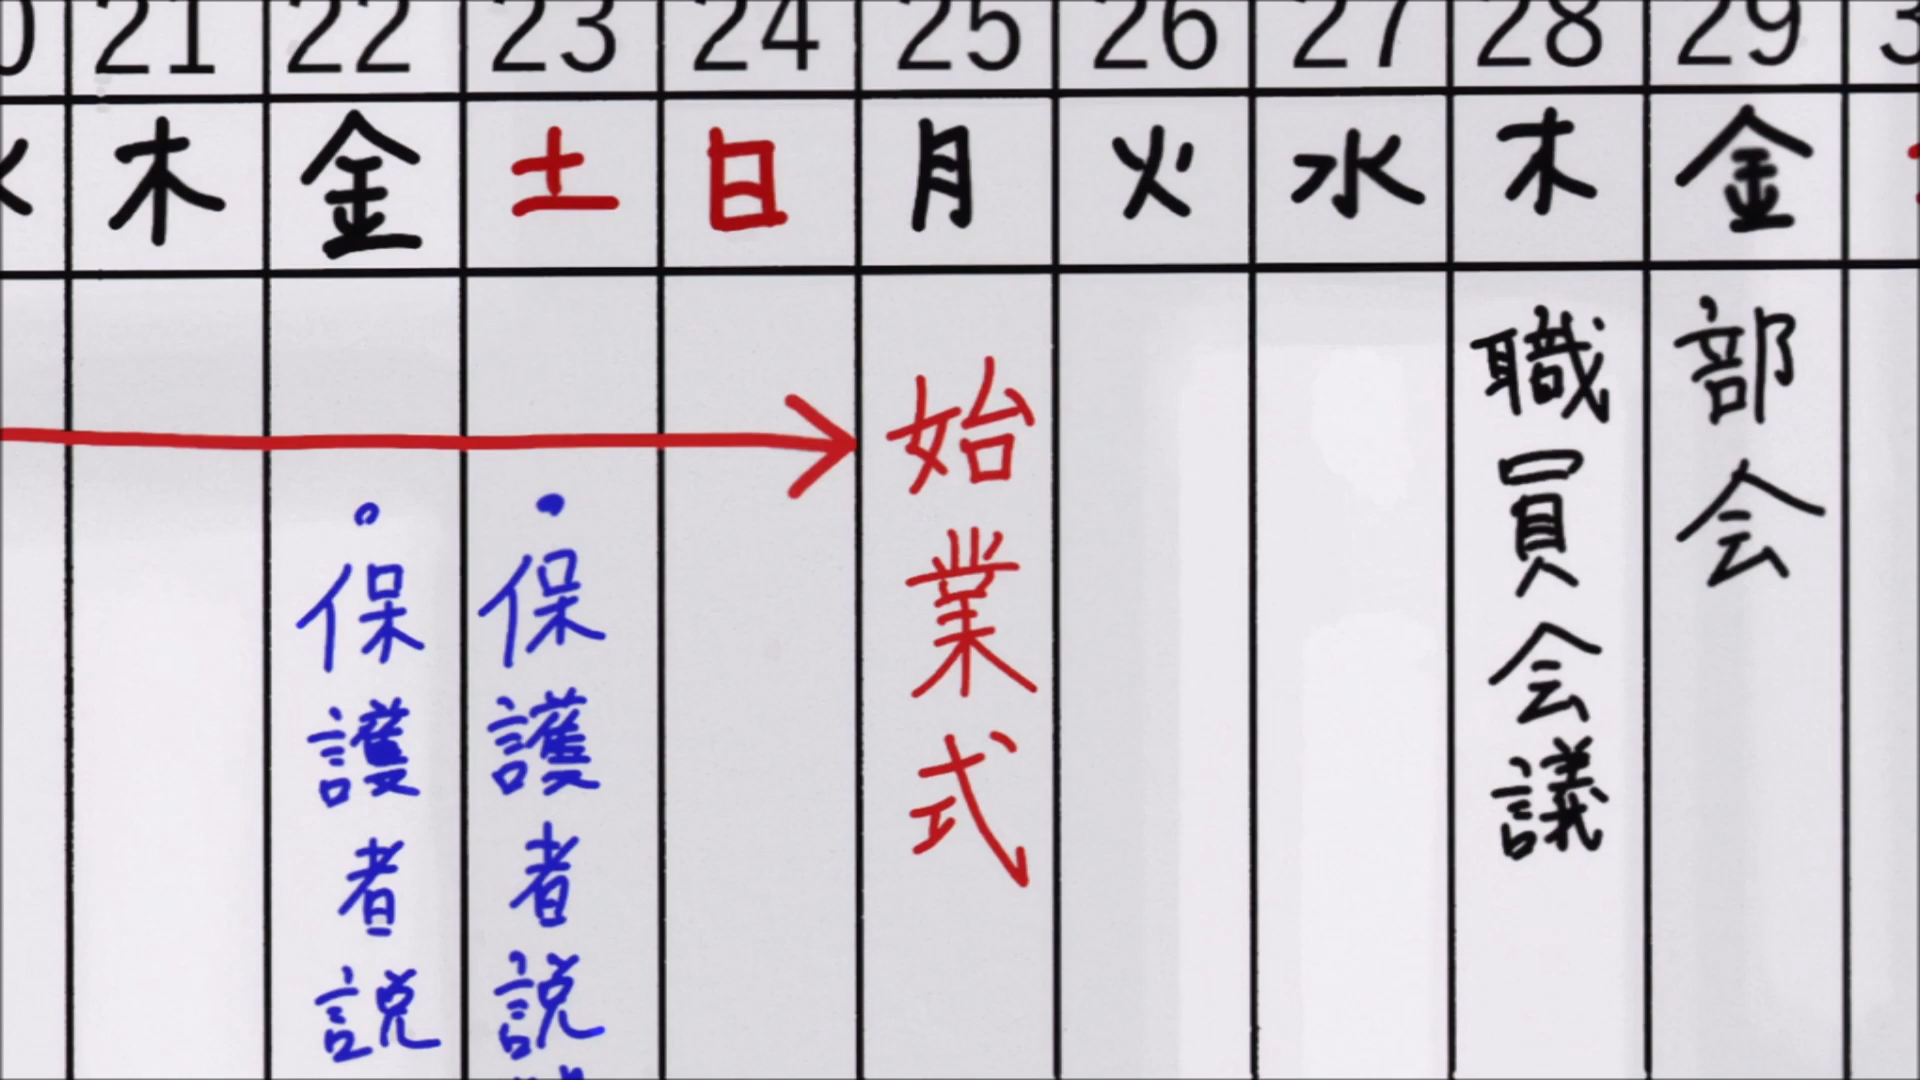 21 22 23 24 25 26 27 28 29
木 金 土 日 月 火 水 木 金
・保護者説
・保護者説
始業式
職員会議
部会